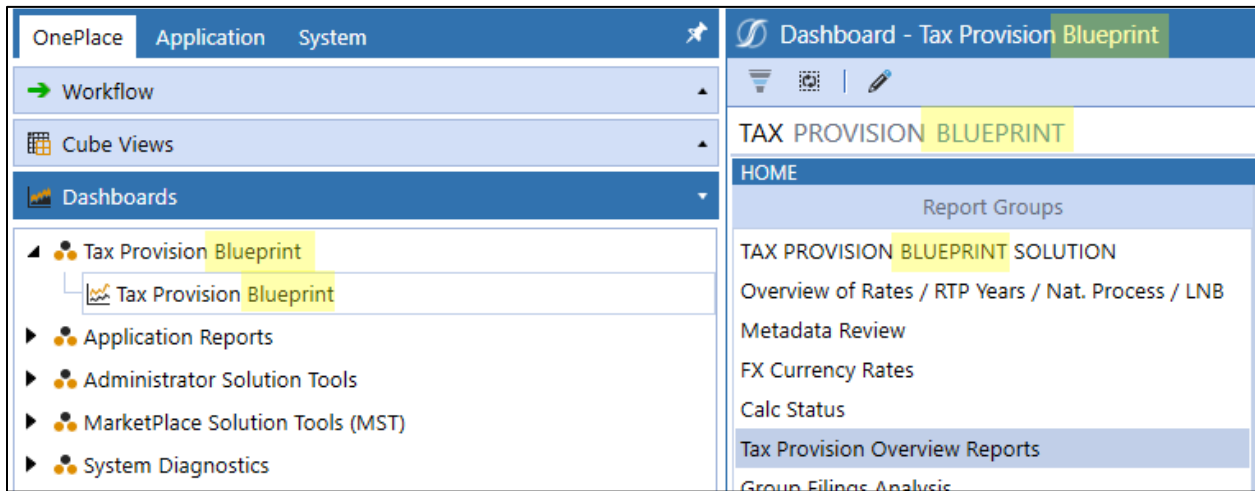 OnePlace Application System
Workflow
Cube Views
Dashboards
Tax Provision Blueprint
Tax Provision Blueprint
Application Reports
Administrator Solution Tools
MarketPlace Solution Tools (MST)
System Diagnostics
Dashboard - Tax Provision Blueprint
TAX PROVISION BLUEPRINT
HOME
Report Groups
TAX PROVISION BLUEPRINT SOLUTION
Overview of Rates / RTP Years / Nat. Process / LNB
Metadata Review
FX Currency Rates
Calc Status
Tax Provision Overview Reports
Group Filings Analysis